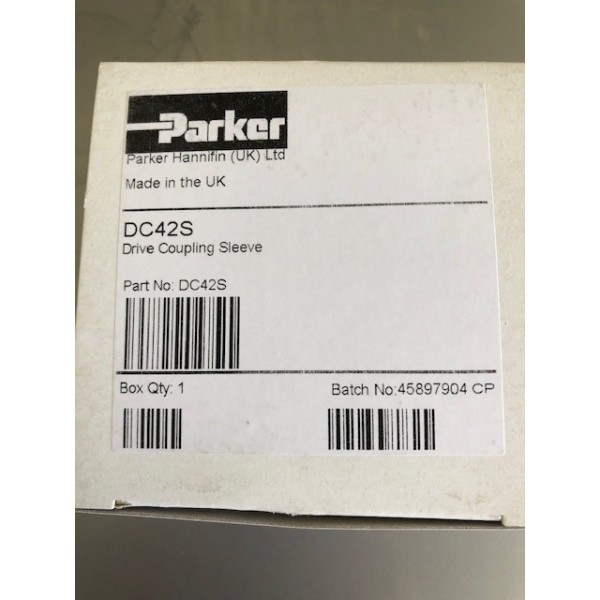 Parker
Parker Hannifin (UK) Ltd
Made in the UK
DC42S
Drive Coupling Sleeve
Part No: DC42S
Box Qty: 1
Batch No:45897904 CP